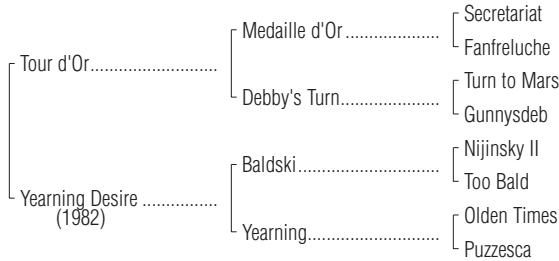 Secretariat
Medaille d'Or..................
Fanfreluche
Tour d'Or........................
Turn to Mars
Debby's Turn..................
Gunnysdeb
Nijinsky II
Baldski..........................
Too Bald
Yearning Desire ..............
(1982)
Olden Times
Yearning........................
Puzzesca